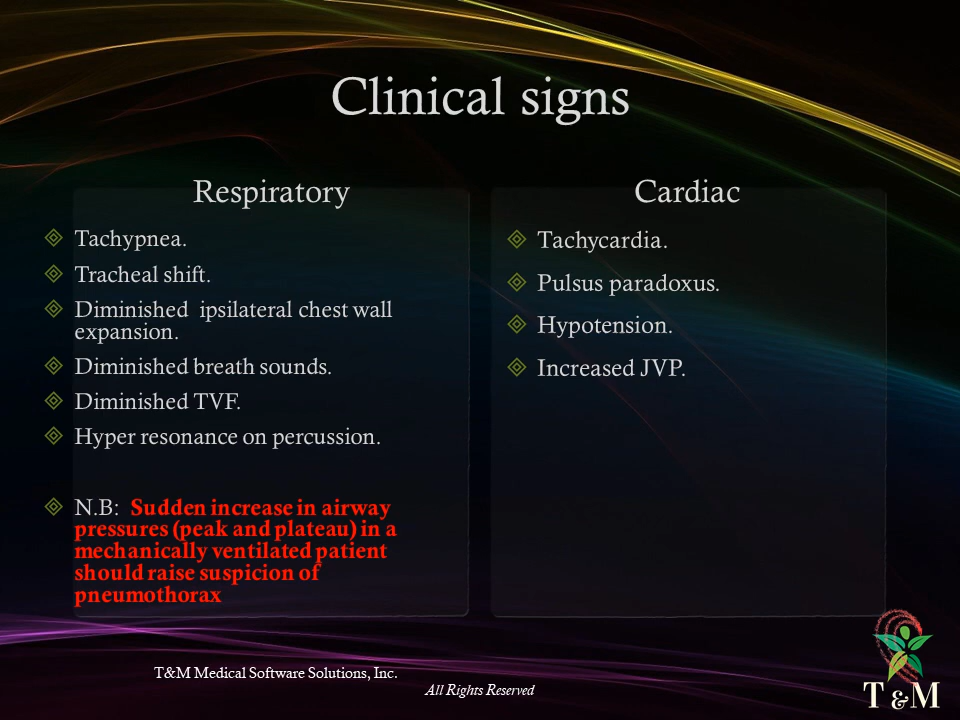 Clinical signs
Respiratory
Tachypnea.
Tracheal shift.
Diminished ipsilateral chest wall
expansion.
Diminished breath sounds.
Diminished TVF.
Hyper resonance on percussion.
N.B: Sudden increase in airway
pressures (peak and plateau) in a
mechanically ventilated patient
should raise suspicion of
pneumothorax
Cardiac
Tachycardia.
Pulsus paradoxus.
Hypotension.
Increased JVP.
T&M Medical Software Solutions, Inc.
All Rights Reserved
T & M